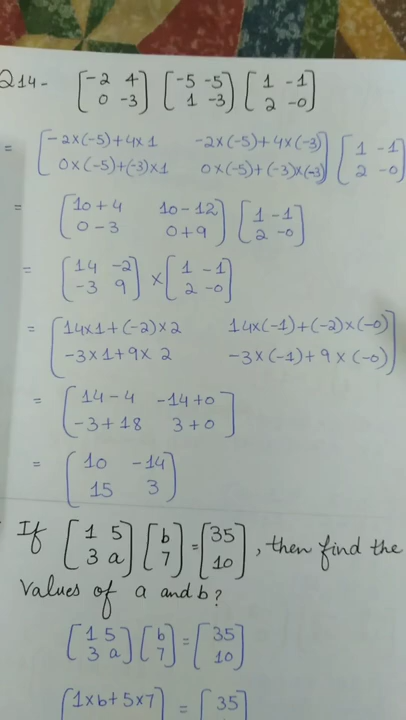 Q14- [-2 4] [-5 -5] [1 -1]
[0 -3] [1 -3] [2 -0]
= [-2×(-5)+4×1 -2×(-5)+4×(-3)] [1 -1]
[0×(-5)+(-3)×1 0×(-5)+(-3)×(-3)] [2 -0]
= [10+4 10-12] [1 -1]
[0-3 0+9] [2 -0]
= [14 -2] × [1 -1]
[-3 9] [2 -0]
= [14×1+(-2)×2 14×(-1)+(-2)×(-0)]
[-3×1+9×2 -3×(-1)+9×(-0)]
= [14-4 -14+0]
[-3+18 3+0]
= [10 -14]
[15 3]
If [1 5] [b] = [35], then find the
[3 a] [7] [10]
values of a and b?
[1 5] [b] = [35]
[3 a] [7] [10]
[1×b+5×7] = [35]